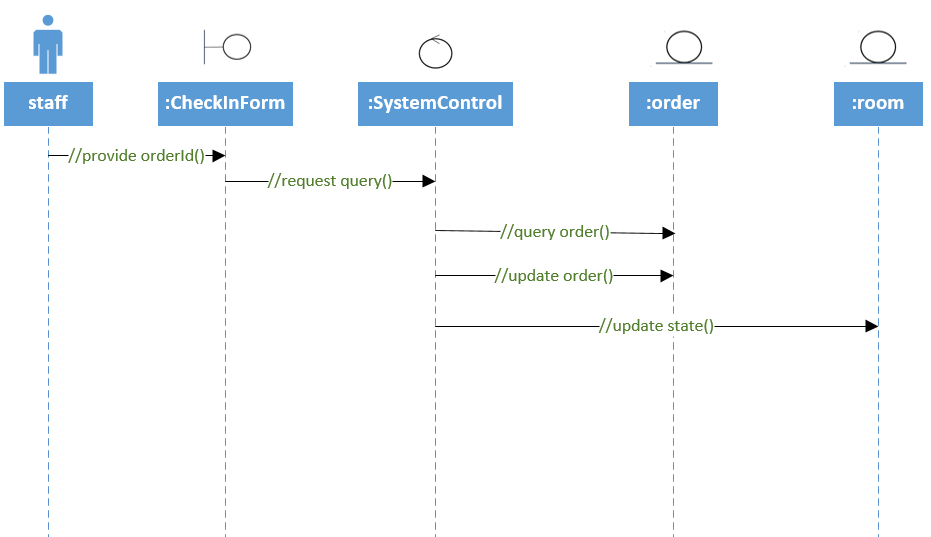 staff
:CheckInForm
:SystemControl
:order
:room
//provide orderId()
//request query()
//query order()
//update order()
//update state()